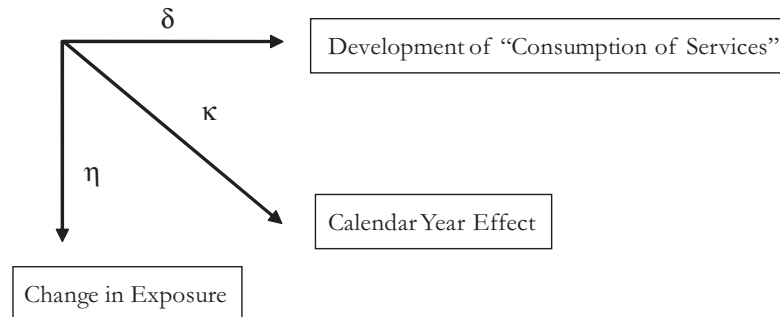 δ
Development of “Consumption of Services”
κ
η
Calendar Year Effect
Change in Exposure